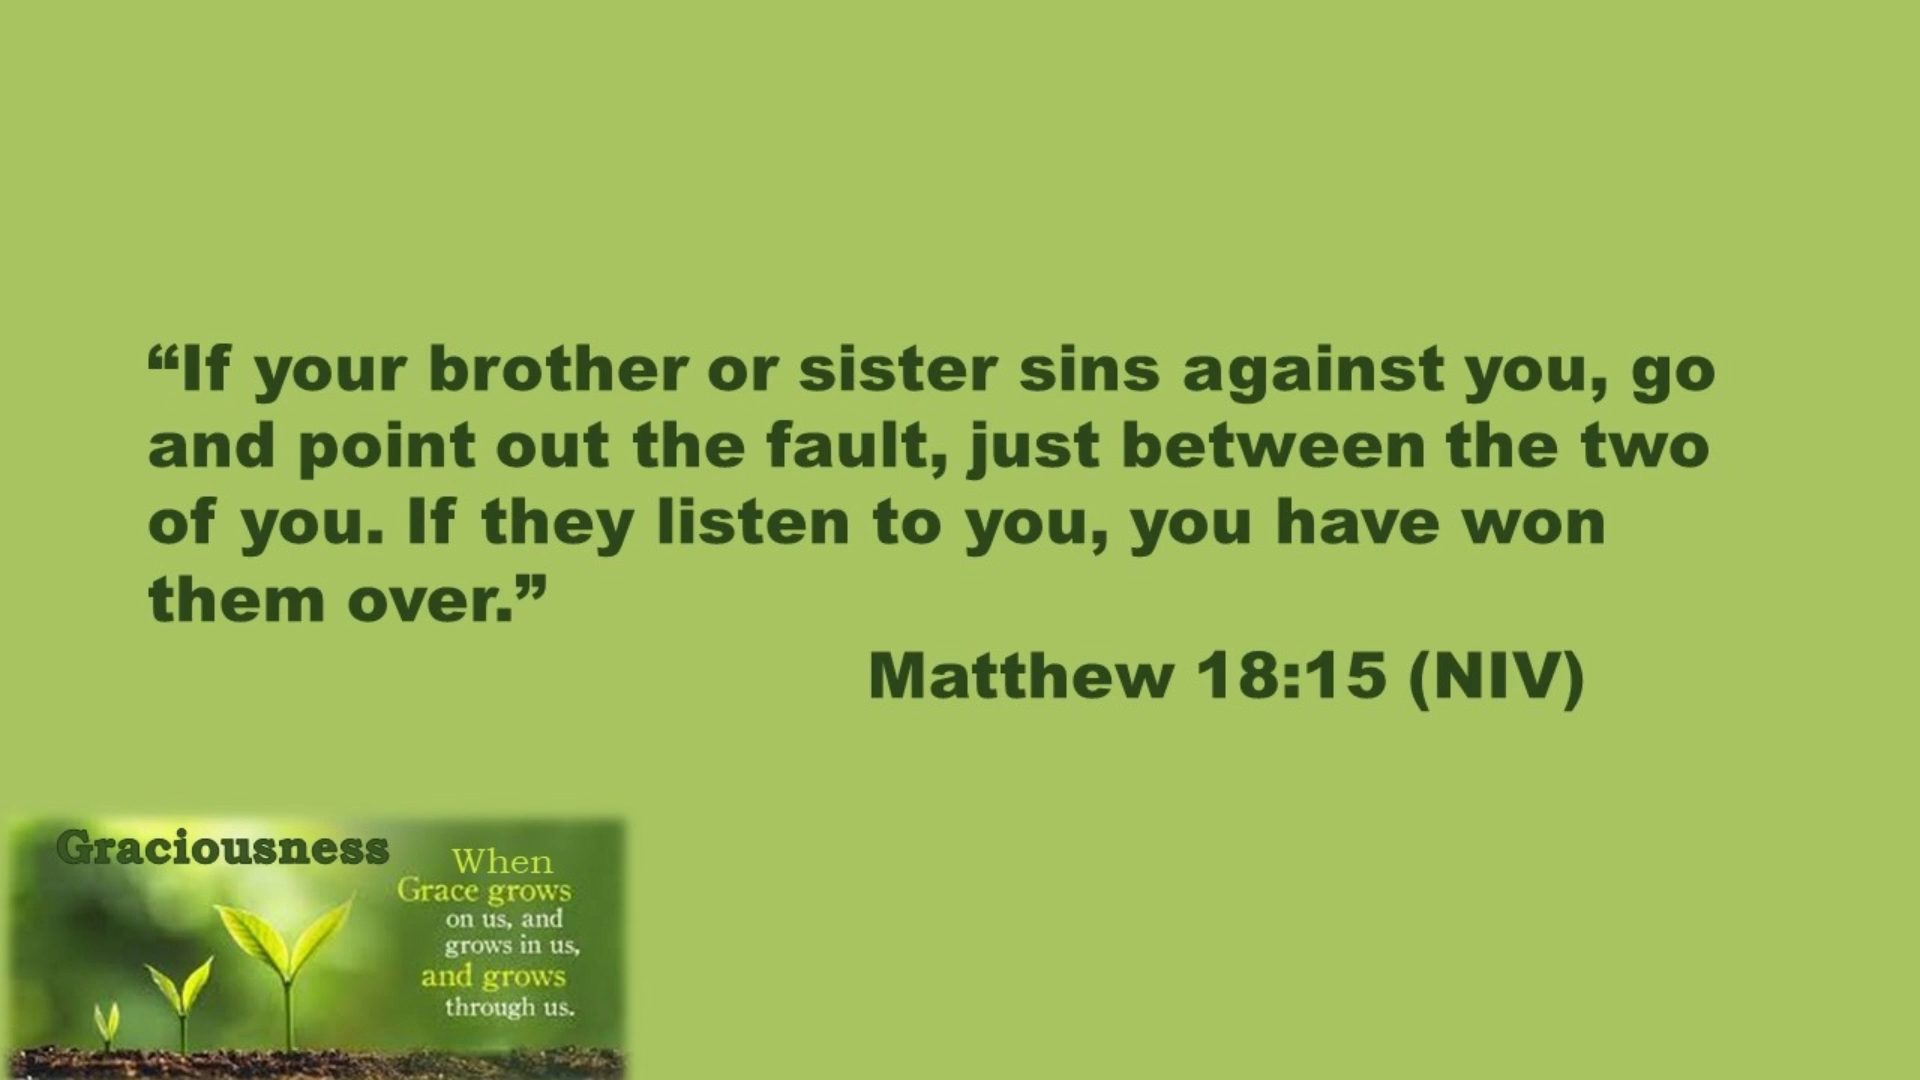 “If your brother or sister sins against you, go
and point out the fault, just between the two
of you. If they listen to you, you have won
them over.”
Matthew 18:15 (NIV)
Graciousness
When
Grace grows
on us, and
grows in us,
and grows
through us.